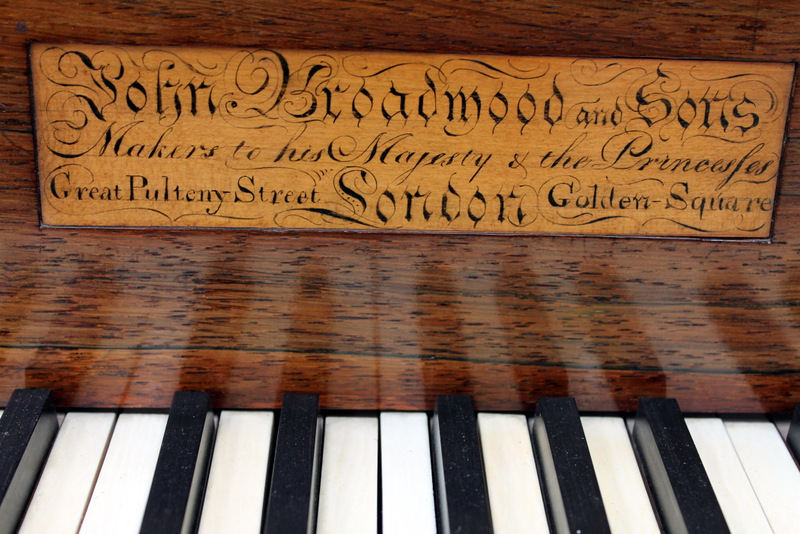 John Broadwood and Sons
Makers to his Majesty & the Princesses
Great Pulteny-Street London Golden-Square